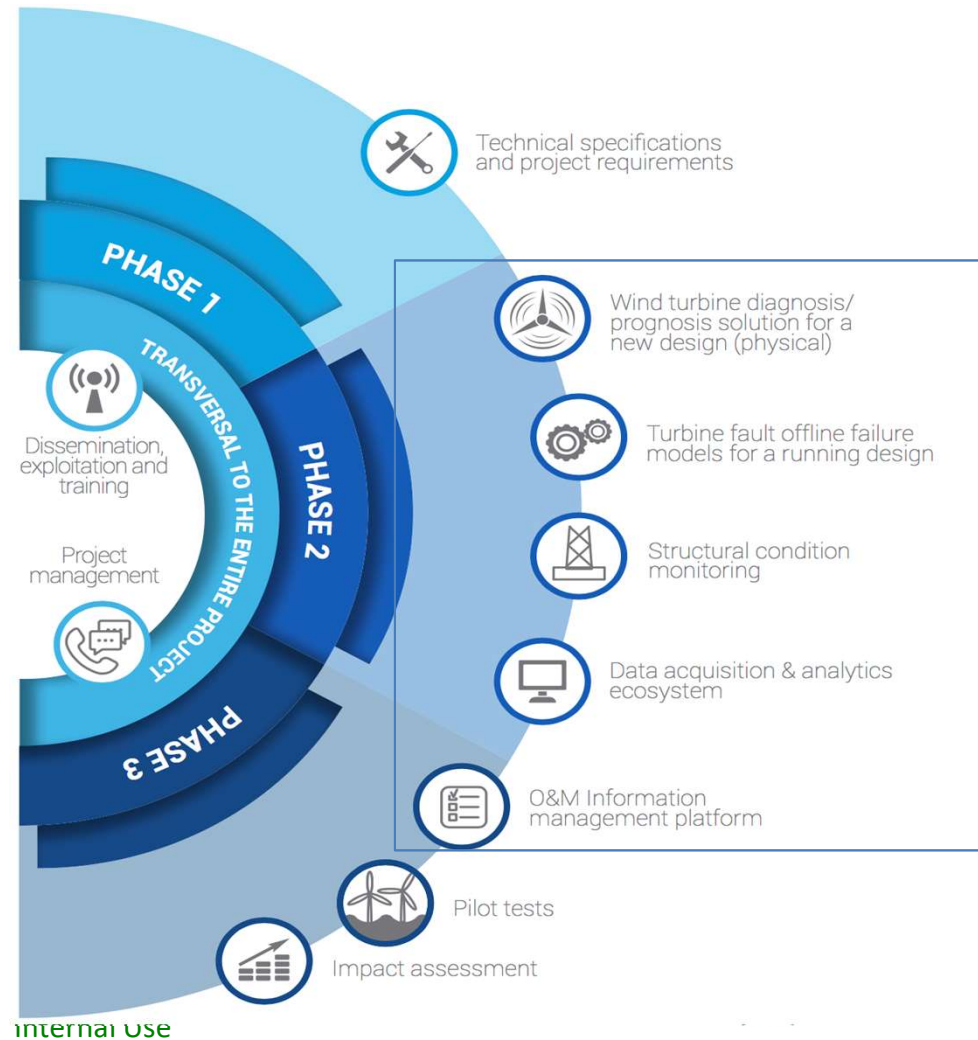 Technical specifications
and project requirements
PHASE 1
Wind turbine diagnosis/
prognosis solution for a
new design (physical)
TRANSVERSAL TO THE ENTIRE PROJECT
Dissemination,
exploitation and
training
Turbine fault offline failure
models for a running design
PHASE 2
Structural condition
monitoring
Project
management
Data acquisition & analytics
ecosystem
PHASE 3
O&M Information
management platform
Pilot tests
Impact assessment
Internal Use